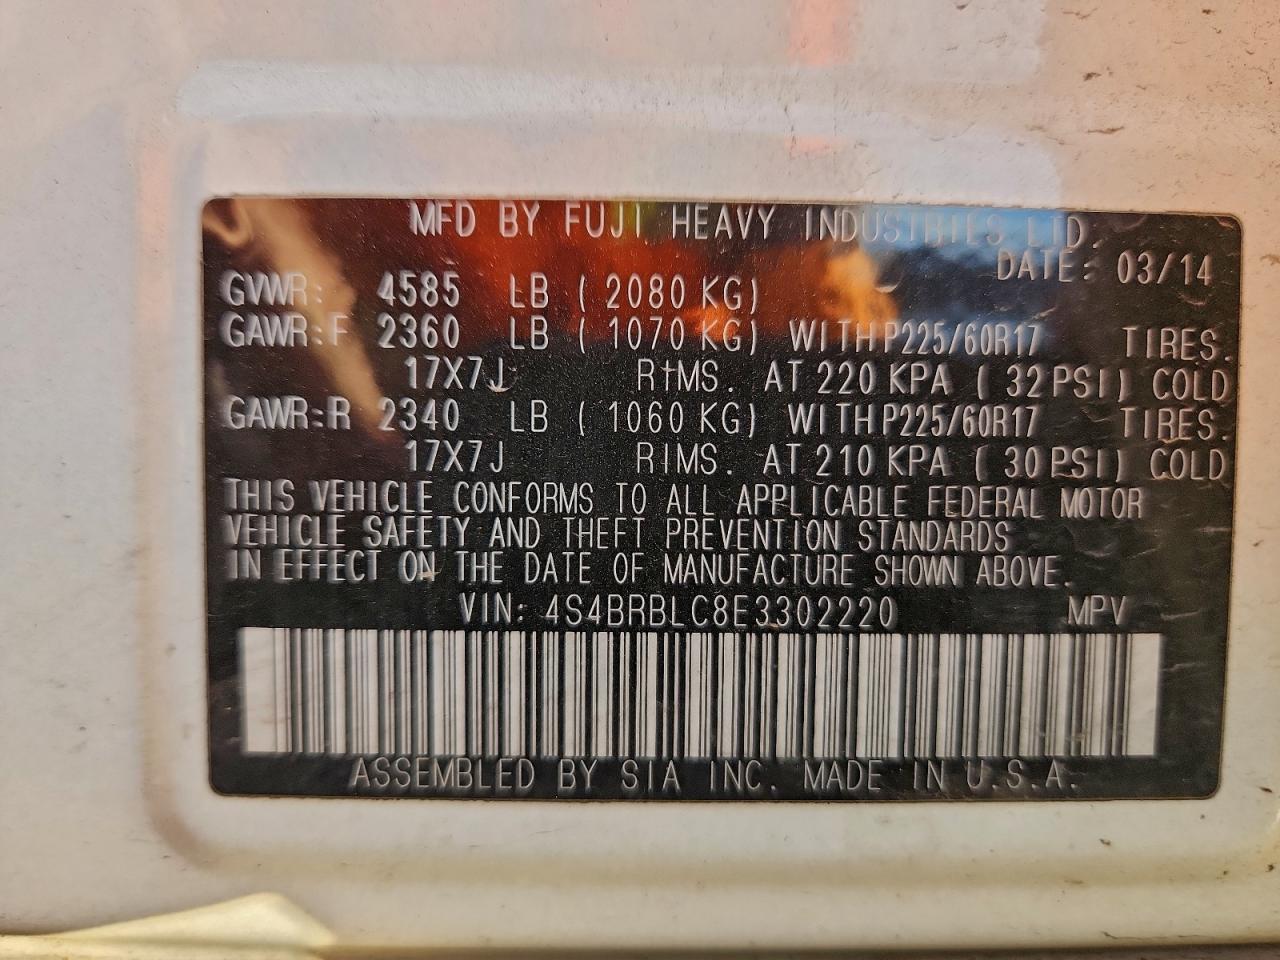 MFD BY FUJI HEAVY INDUSTRIES LTD.
DATE: 03/14
GVWR: 4585 LB ( 2080 KG)
GAWR:F 2360 LB ( 1070 KG) WITH P225/60R17 TIRES.
17X7J RIMS. AT 220 KPA ( 32 PSI) COLD
GAWR:R 2340 LB ( 1060 KG) WITH P225/60R17 TIRES.
17X7J RIMS. AT 210 KPA ( 30 PSI) COLD
THIS VEHICLE CONFORMS TO ALL APPLICABLE FEDERAL MOTOR
VEHICLE SAFETY AND THEFT PREVENTION STANDARDS
IN EFFECT ON THE DATE OF MANUFACTURE SHOWN ABOVE.
VIN: 4S4BRBLC8E3302220 MPV
ASSEMBLED BY SIA INC. MADE IN U.S.A.